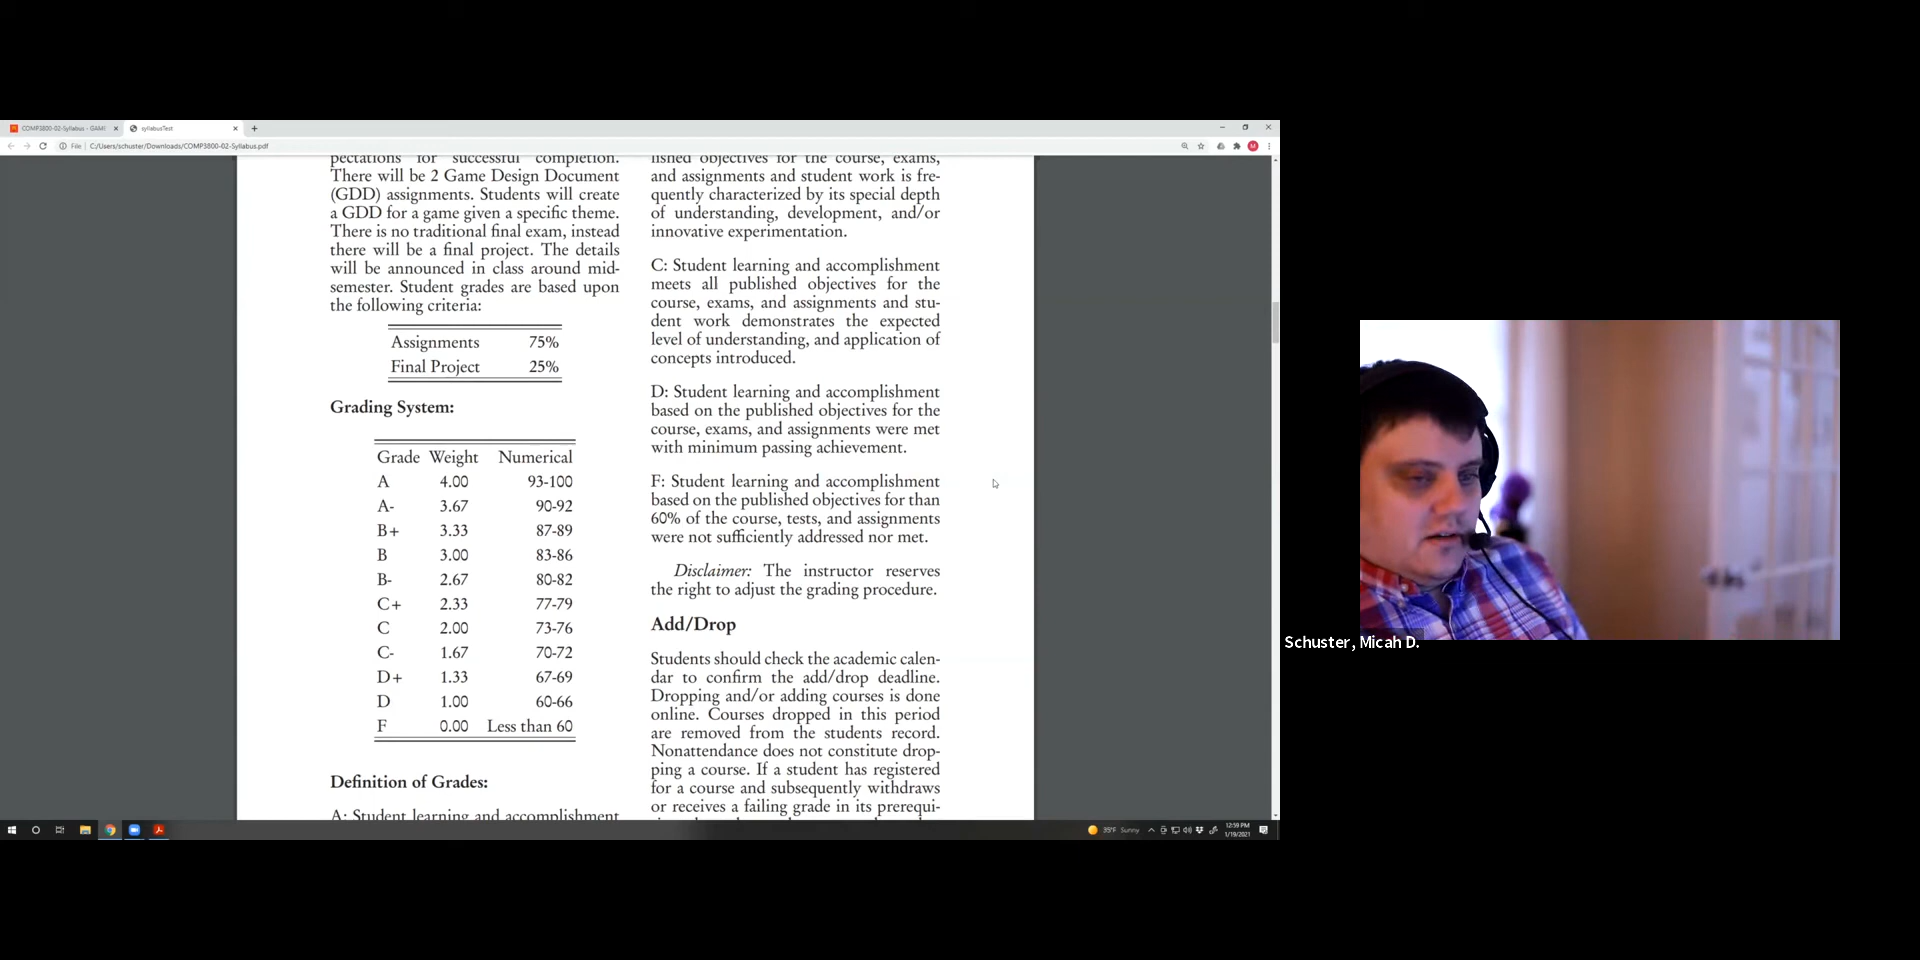 COMP3800-02-Syllabus - GAMI
syllabusTest
File
C:/Users/schuster/Downloads/COMP3800-02-Syllabus.pdf
pectations for successful completion.
There will be 2 Game Design Document
(GDD) assignments. Students will create
a GDD for a game given a specific theme.
There is no traditional final exam, instead
there will be a final project. The details
will be announced in class around mid-
semester. Student grades are based upon
the following criteria:
Assignments 75%
Final Project 25%
Grading System:
Grade Weight Numerical
A 4.00 93-100
A- 3.67 90-92
B+ 3.33 87-89
B 3.00 83-86
B- 2.67 80-82
C+ 2.33 77-79
C 2.00 73-76
C- 1.67 70-72
D+ 1.33 67-69
D 1.00 60-66
F 0.00 Less than 60
Definition of Grades:
A: Student learning and accomplishment
lished objectives for the course, exams,
and assignments and student work is fre-
quently characterized by its special depth
of understanding, development, and/or
innovative experimentation.
C: Student learning and accomplishment
meets all published objectives for the
course, exams, and assignments and stu-
dent work demonstrates the expected
level of understanding, and application of
concepts introduced.
D: Student learning and accomplishment
based on the published objectives for the
course, exams, and assignments were met
with minimum passing achievement.
F: Student learning and accomplishment
based on the published objectives for than
60% of the course, tests, and assignments
were not sufficiently addressed nor met.
Disclaimer: The instructor reserves
the right to adjust the grading procedure.
Add/Drop
Students should check the academic calen-
dar to confirm the add/drop deadline.
Dropping and/or adding courses is done
online. Courses dropped in this period
are removed from the students record.
Nonattendance does not constitute drop-
ping a course. If a student has registered
for a course and subsequently withdraws
or receives a failing grade in its prerequi-
35°F Sunny
12:59 PM
1/19/2021
Schuster, Micah D.